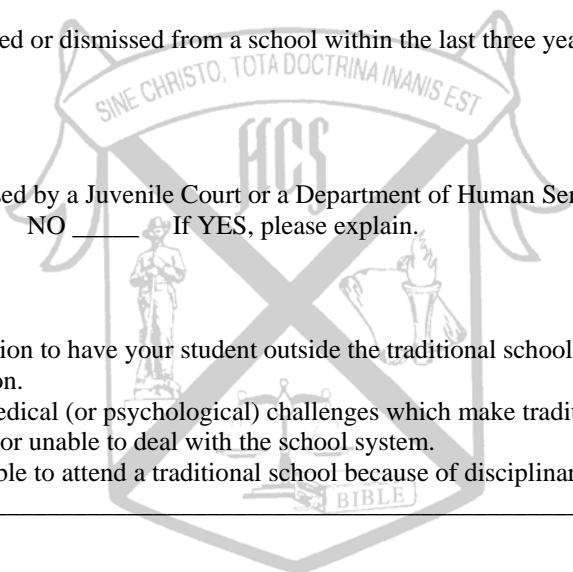 ed or dismissed from a school within the last three yea
SINE CHRISTO, TOTA DOCTRINA INANIS EST
HCS
ed by a Juvenile Court or a Department of Human Ser
NO _____ If YES, please explain.
ion to have your student outside the traditional school
on.
edical (or psychological) challenges which make tradit
or unable to deal with the school system.
ble to attend a traditional school because of disciplinar
BIBLE